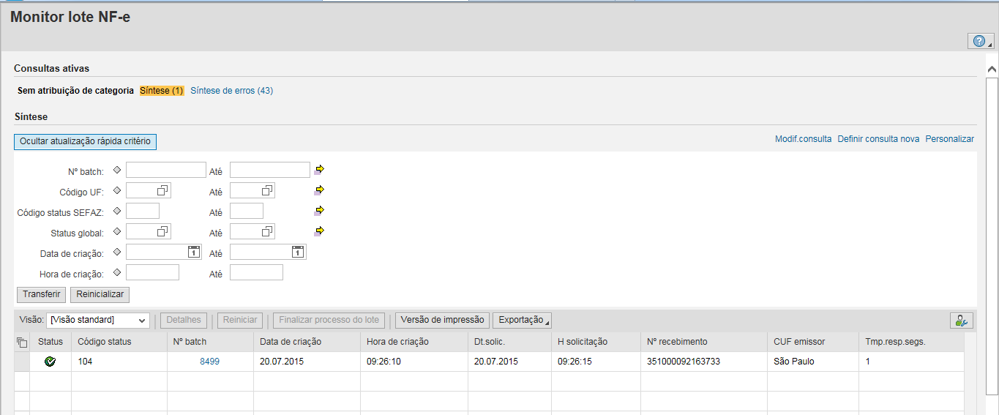 Monitor lote NF-e
?
Consultas ativas
Sem atribuição de categoria Síntese (1) Síntese de erros (43)
Síntese
Ocultar atualização rápida critério Modif.consulta Definir consulta nova Personalizar
Nº batch: Até
Código UF: Até
Código status SEFAZ: Até
Status global: Até
Data de criação: 1 Até 1
Hora de criação: Até
Transferir Reinicializar
Visão: [Visão standard] Detalhes Reiniciar Finalizar processo do lote Versão de impressão Exportação
Status Código status Nº batch Data de criação Hora de criação Dt.solic. H solicitação Nº recebimento CUF emissor Tmp.resp.segs.
104 8499 20.07.2015 09:26:10 20.07.2015 09:26:15 351000092163733 São Paulo 1